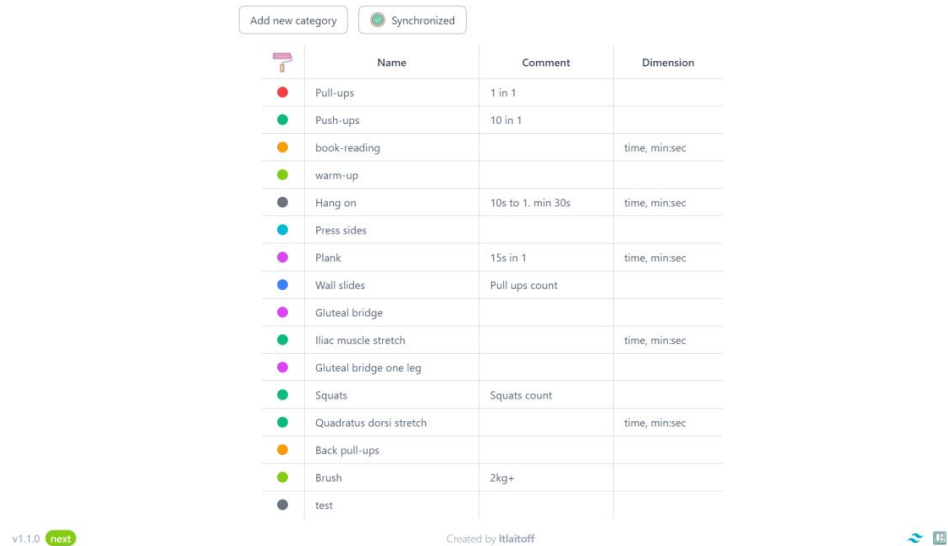 Add new category Synchronized
Name Comment Dimension
Pull-ups 1 in 1
Push-ups 10 in 1
book-reading time, min:sec
warm-up
Hang on 10s to 1. min 30s time, min:sec
Press sides
Plank 15s in 1 time, min:sec
Wall slides Pull ups count
Gluteal bridge
Iliac muscle stretch time, min:sec
Gluteal bridge one leg
Squats Squats count
Quadratus dorsi stretch time, min:sec
Back pull-ups
Brush 2kg+
test
v1.1.0 next Created by ltlaitoff